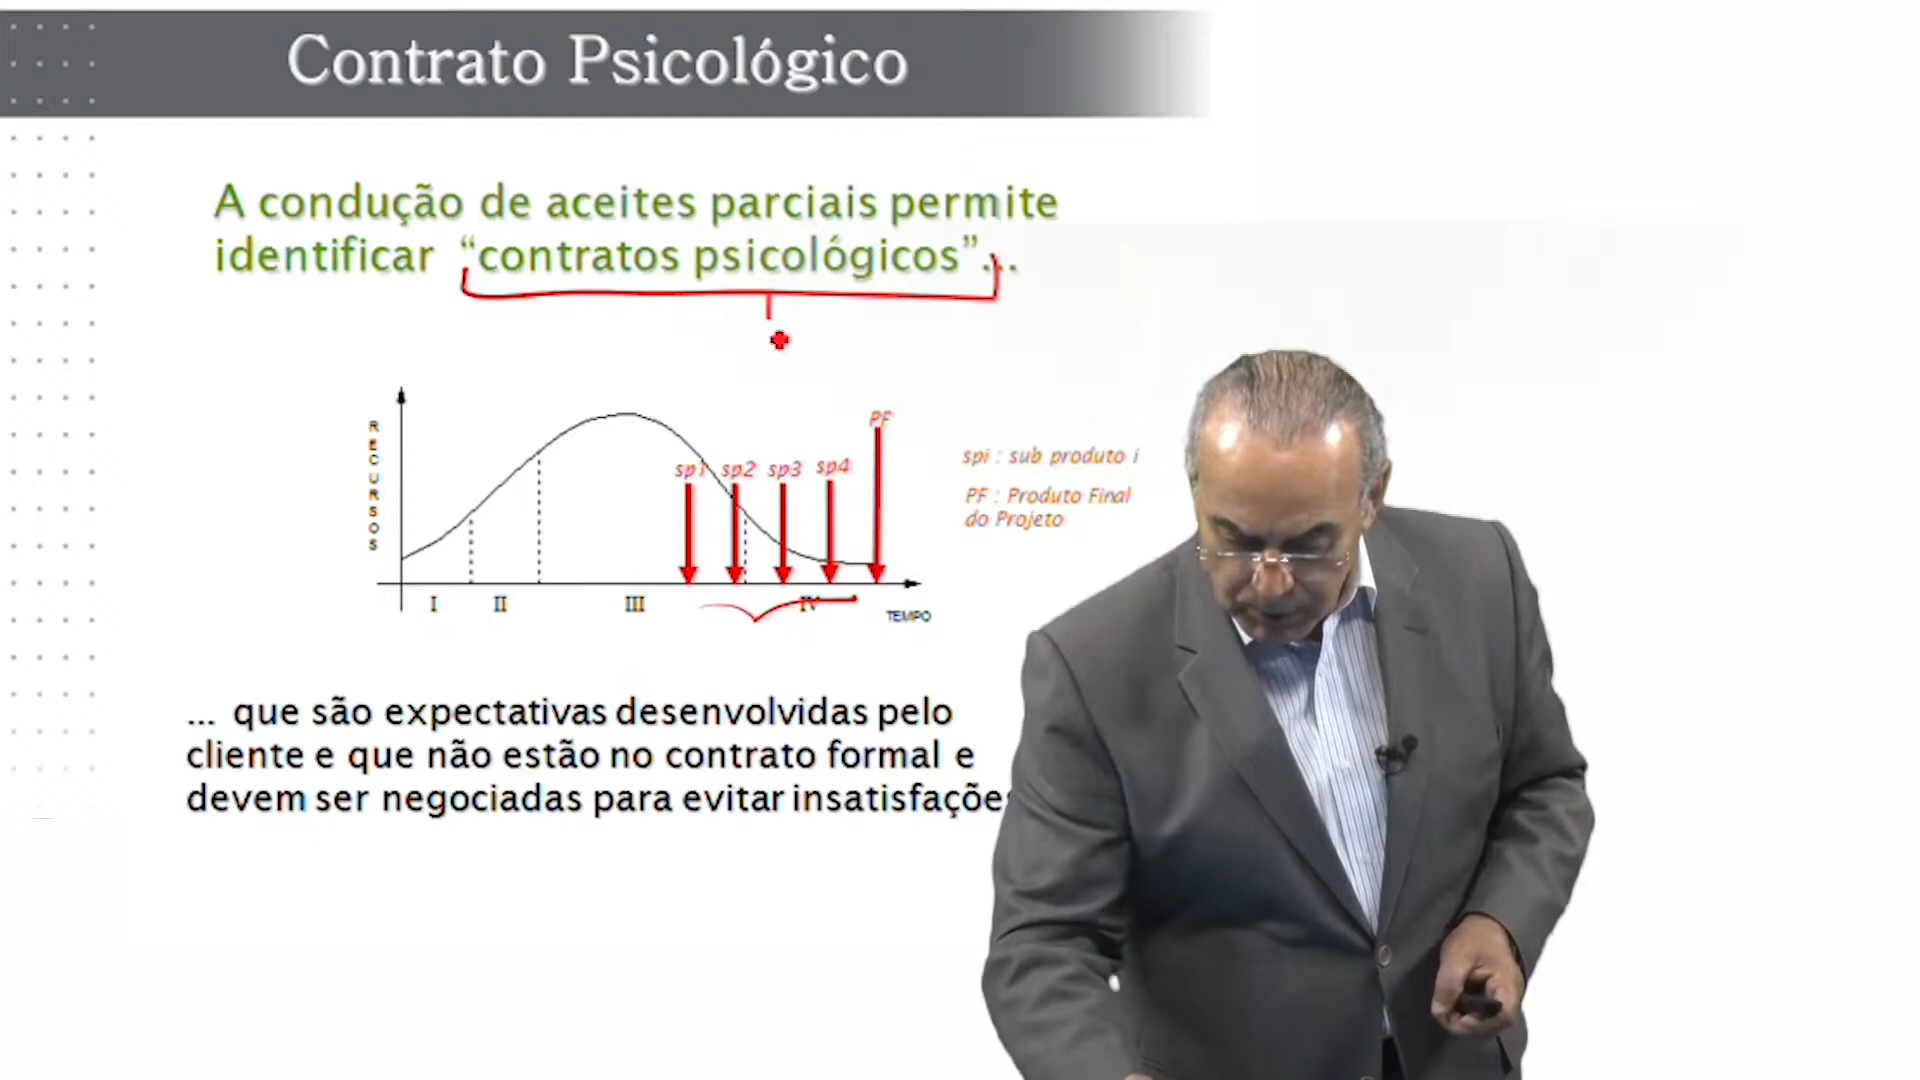 Contrato Psicológico
A condução de aceites parciais permite
identificar “contratos psicológicos”...
RECURSOS
PF
sp1 sp2 sp3 sp4
spi : sub produto i
PF : Produto Final
do Projeto
I II III IV
TEMPO
... que são expectativas desenvolvidas pelo
cliente e que não estão no contrato formal e
devem ser negociadas para evitar insatisfações